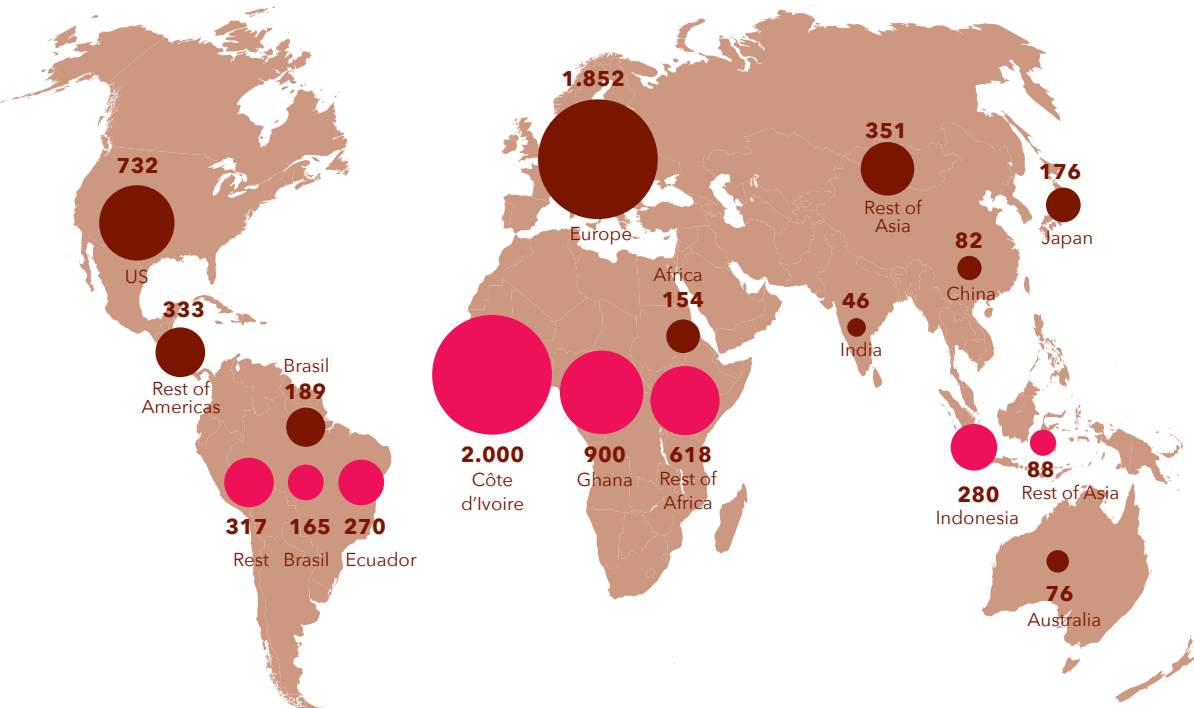 1.852
Europe
732
US
333
Rest of
Americas
Brasil
189
317
Rest
165
Brasil
270
Ecuador
Africa
154
2.000
Côte
d’Ivoire
900
Ghana
618
Rest of
Africa
351
Rest of
Asia
176
Japan
82
China
46
India
280
Indonesia
88
Rest of Asia
76
Australia